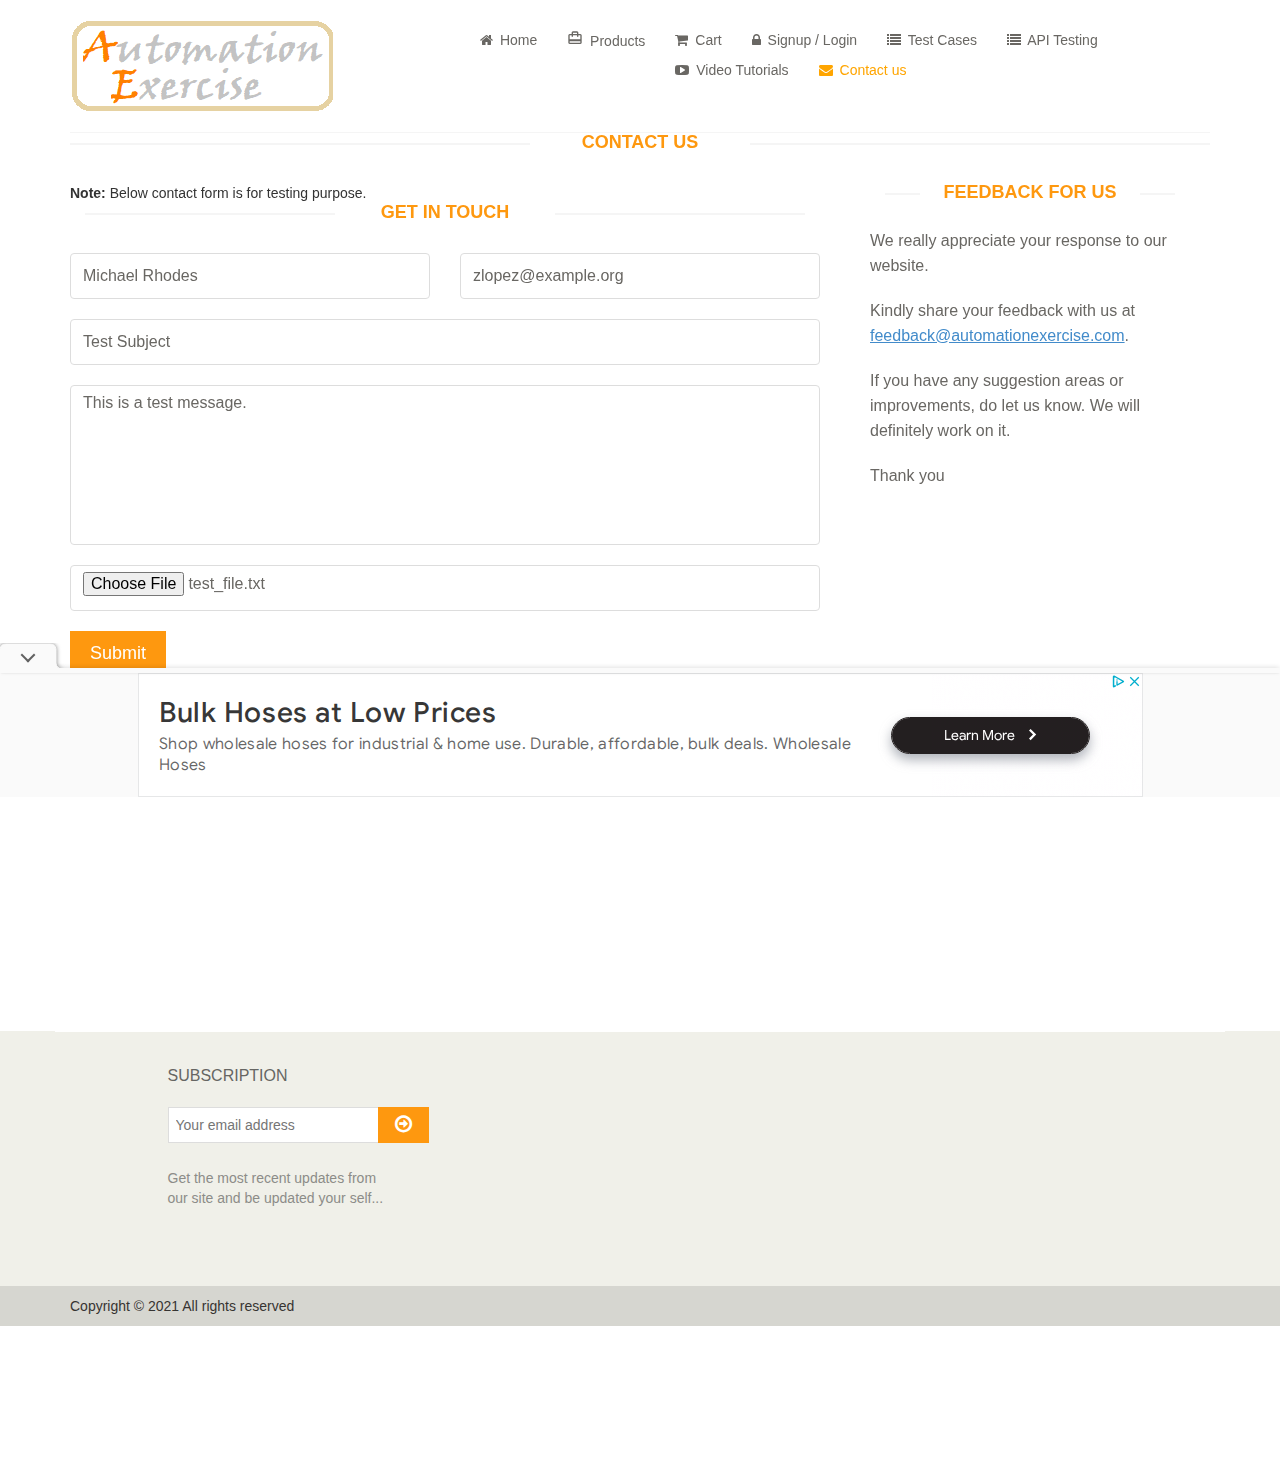 Automation
Exercise
Home
Products
Cart
Signup / Login
Test Cases
API Testing
Video Tutorials
Contact us
CONTACT US
Note: Below contact form is for testing purpose.
GET IN TOUCH
Michael Rhodes
zlopez@example.org
Test Subject
This is a test message.
Choose File test_file.txt
Submit
FEEDBACK FOR US
We really appreciate your response to our
website.
Kindly share your feedback with us at
feedback@automationexercise.com.
If you have any suggestion areas or
improvements, do let us know. We will
definitely work on it.
Thank you
Bulk Hoses at Low Prices
Shop wholesale hoses for industrial & home use. Durable, affordable, bulk deals. Wholesale
Hoses
Learn More
SUBSCRIPTION
Your email address
Get the most recent updates from
our site and be updated your self...
Copyright © 2021 All rights reserved